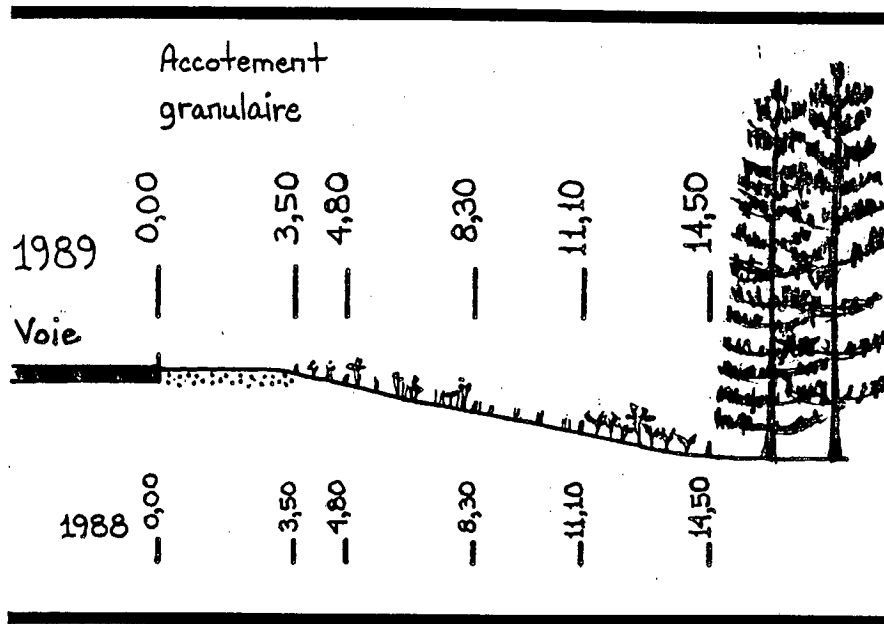 Accotement
granulaire
1989 0,00 3,50 4,80 8,30 11,10 14,50
Voie
1988 0,00 3,50 4,80 8,30 11,10 14,50